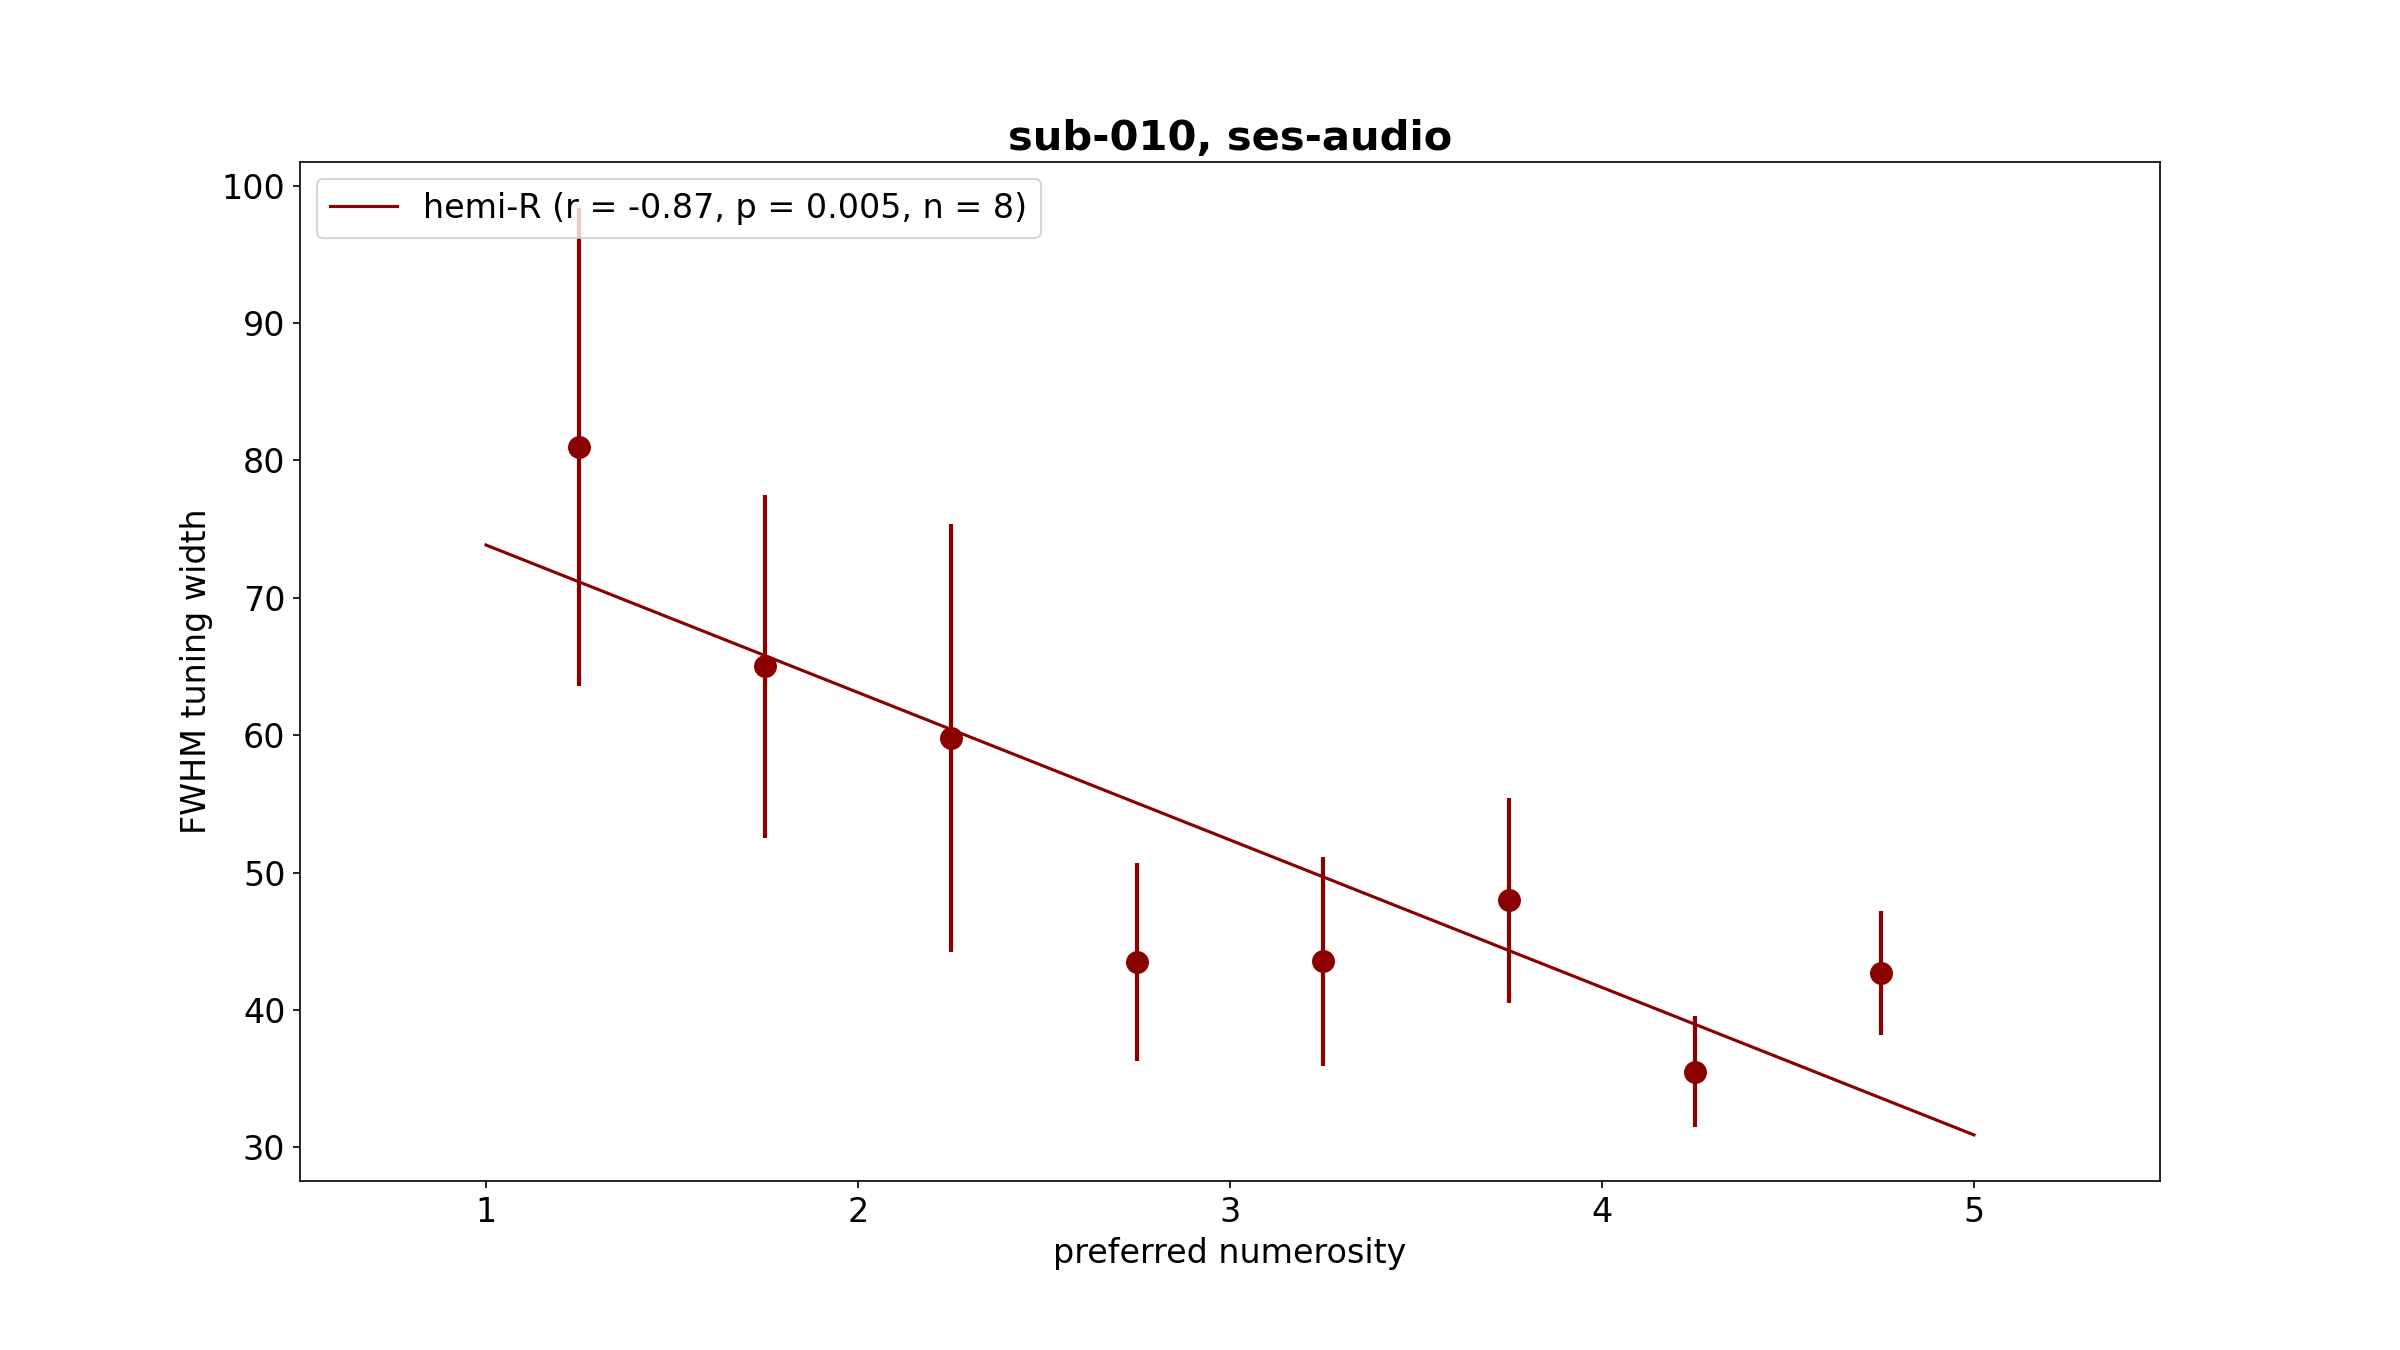 sub-010, ses-audio
hemi-R (r = -0.87, p = 0.005, n = 8)
100
90
80
70
60
50
40
30
FWHM tuning width
1 2 3 4 5
preferred numerosity